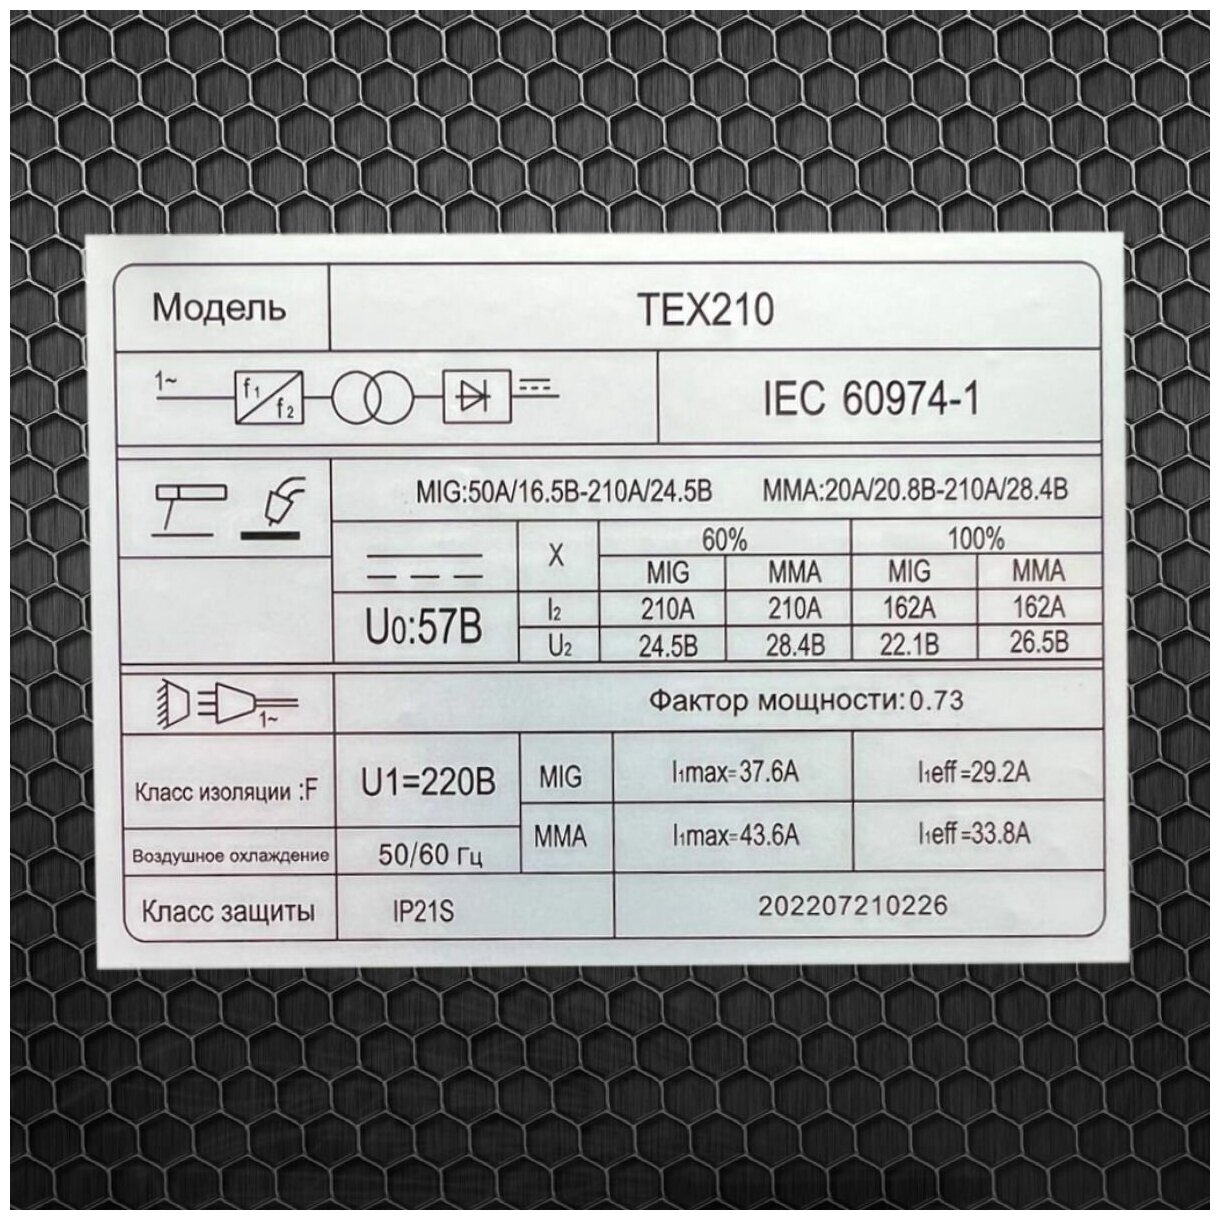 Модель TEX210
1~ f1 f2 IEC 60974-1
MIG:50A/16.5B-210A/24.5B MMA:20A/20.8B-210A/28.4B
X 60% 100%
MIG MMA MIG MMA
U0:57B I2 210A 210A 162A 162A
U2 24.5B 28.4B 22.1B 26.5B
1~ Фактор мощности:0.73
Класс изоляции :F U1=220B MIG I1max=37.6A I1eff=29.2A
MMA I1max=43.6A I1eff=33.8A
Воздушное охлаждение 50/60 Гц
Класс защиты IP21S 202207210226